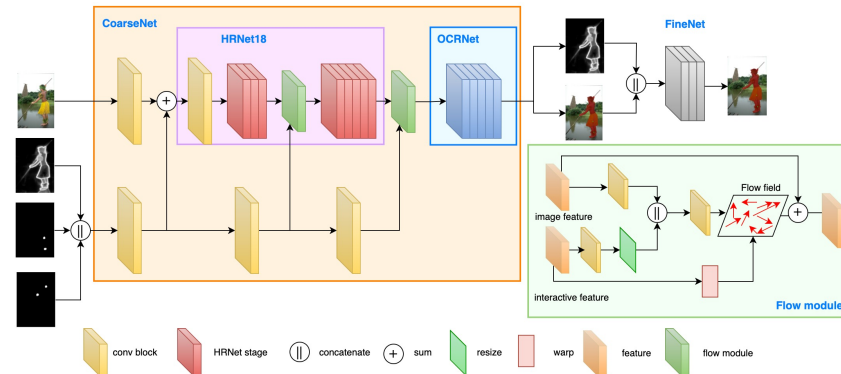 CoarseNet
HRNet18
OCRNet
FineNet
+
||
||
Flow field
image feature
||
+
interactive feature
Flow module
conv block
HRNet stage
|| concatenate
+ sum
resize
warp
feature
flow module